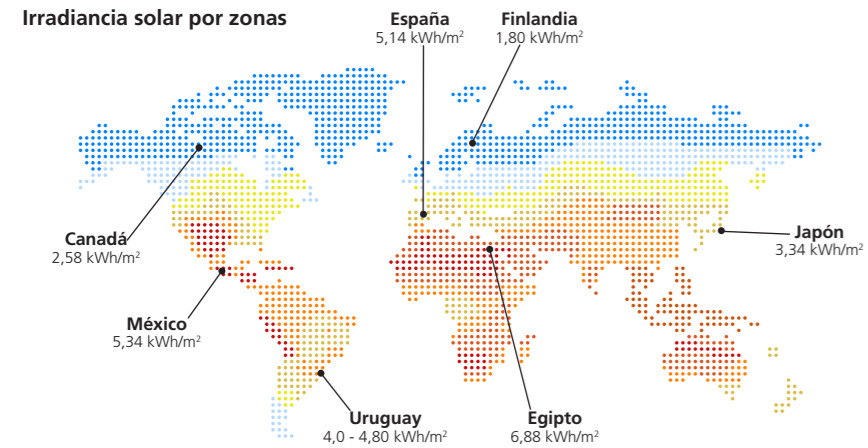 Irradiancia solar por zonas
España
5,14 kWh/m²
Finlandia
1,80 kWh/m²
Canadá
2,58 kWh/m²
Japón
3,34 kWh/m²
México
5,34 kWh/m²
Uruguay
4,0 - 4,80 kWh/m²
Egipto
6,88 kWh/m²